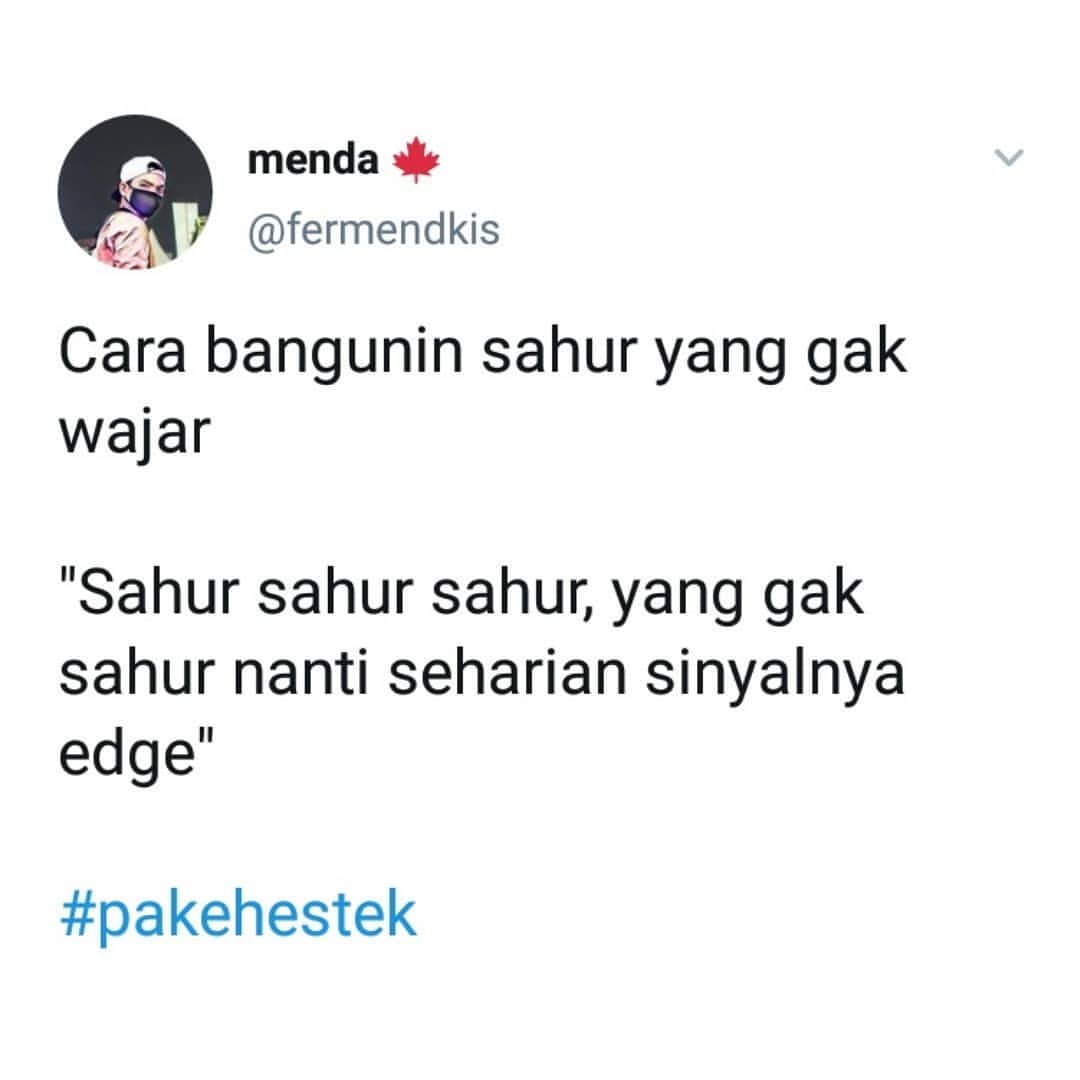 menda 🍁
@fermendkis
Cara bangunin sahur yang gak
wajar
"Sahur sahur sahur, yang gak
sahur nanti seharian sinyalnya
edge"
#pakehestek